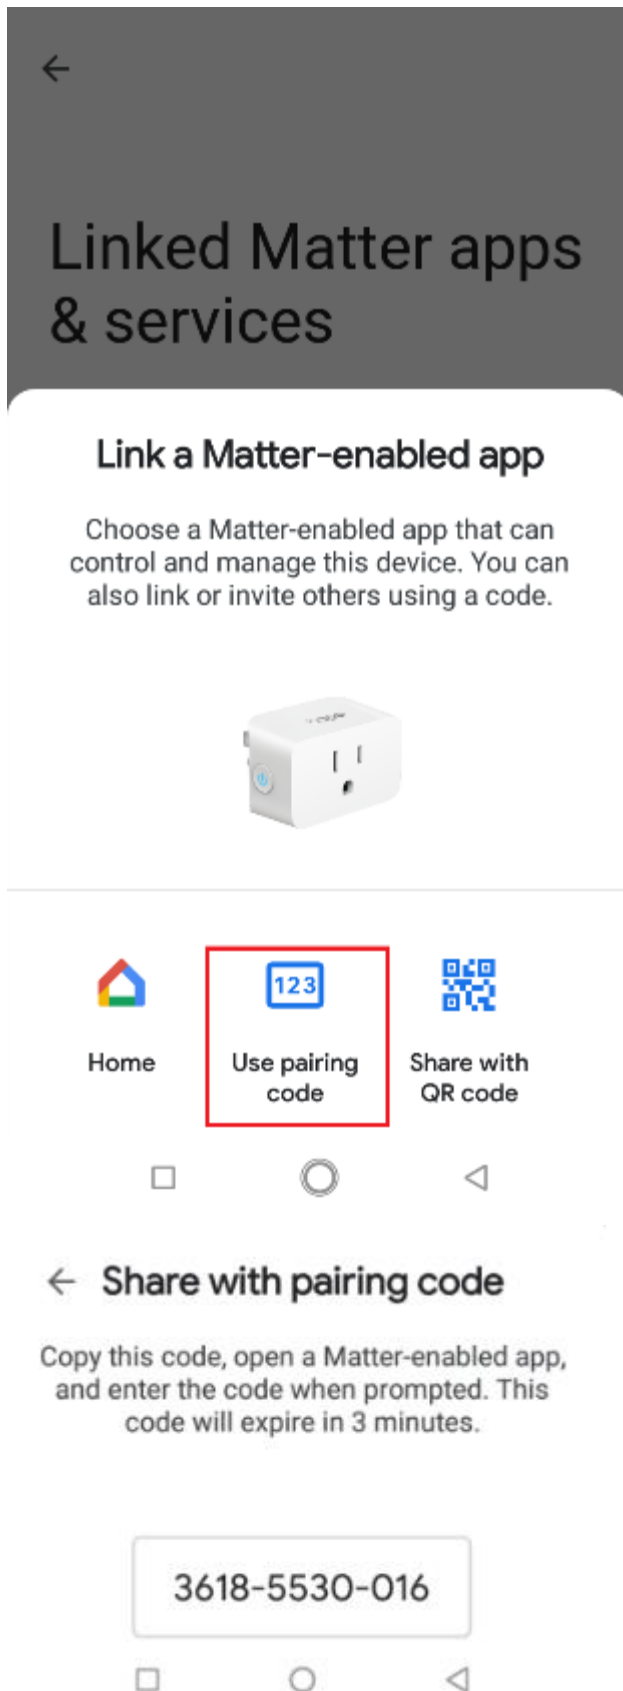 Linked Matter apps
& services
Link a Matter-enabled app
Choose a Matter-enabled app that can
control and manage this device. You can
also link or invite others using a code.
123
Home
Use pairing
code
Share with
QR code
Share with pairing code
Copy this code, open a Matter-enabled app,
and enter the code when prompted. This
code will expire in 3 minutes.
3618-5530-016